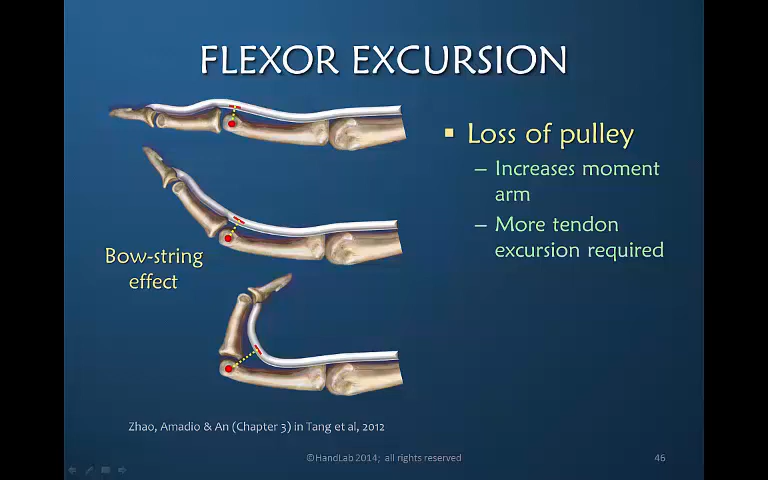 FLEXOR EXCURSION
▪ Loss of pulley
– Increases moment
arm
– More tendon
excursion required
Bow-string
effect
Zhao, Amadio & An (Chapter 3) in Tang et al, 2012
©HandLab 2014; all rights reserved
46